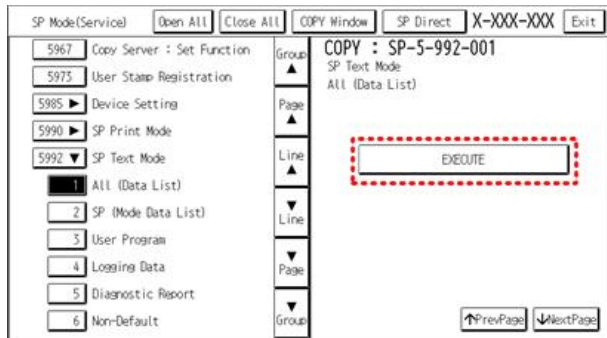 SP Mode(Service) Open All Close All COPY Window SP Direct X-XXX-XXX Exit
5967 Copy Server : Set Function
5973 User Stamp Registration
5985 ► Device Setting
5990 ► SP Print Mode
5992 ▼ SP Text Mode
1 All (Data List)
2 SP (Mode Data List)
3 User Program
4 Logging Data
5 Diagnostic Report
6 Non-Default
Group
▲
Page
▲
Line
▲
▼
Line
▼
Page
▼
Group
COPY : SP-5-992-001
SP Text Mode
All (Data List)
EXECUTE
↑PrevPage ↓NextPage